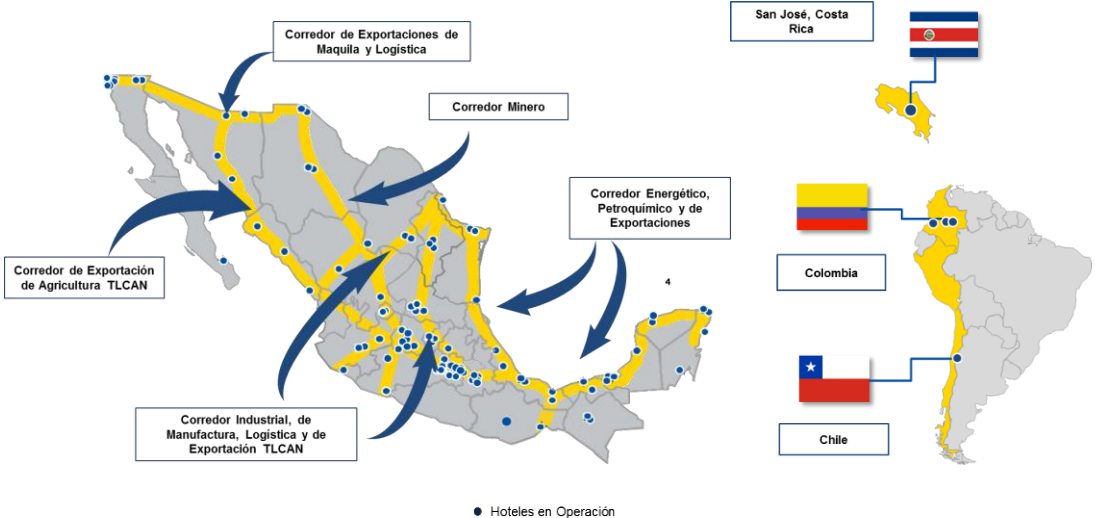 Corredor de Exportaciones de
Maquila y Logística
San José, Costa
Rica
Corredor Minero
Corredor Energético,
Petroquímico y de
Exportaciones
Corredor de Exportación
de Agricultura TLCAN
Colombia
4
Corredor Industrial, de
Manufactura, Logística y de
Exportación TLCAN
Chile
Hoteles en Operación